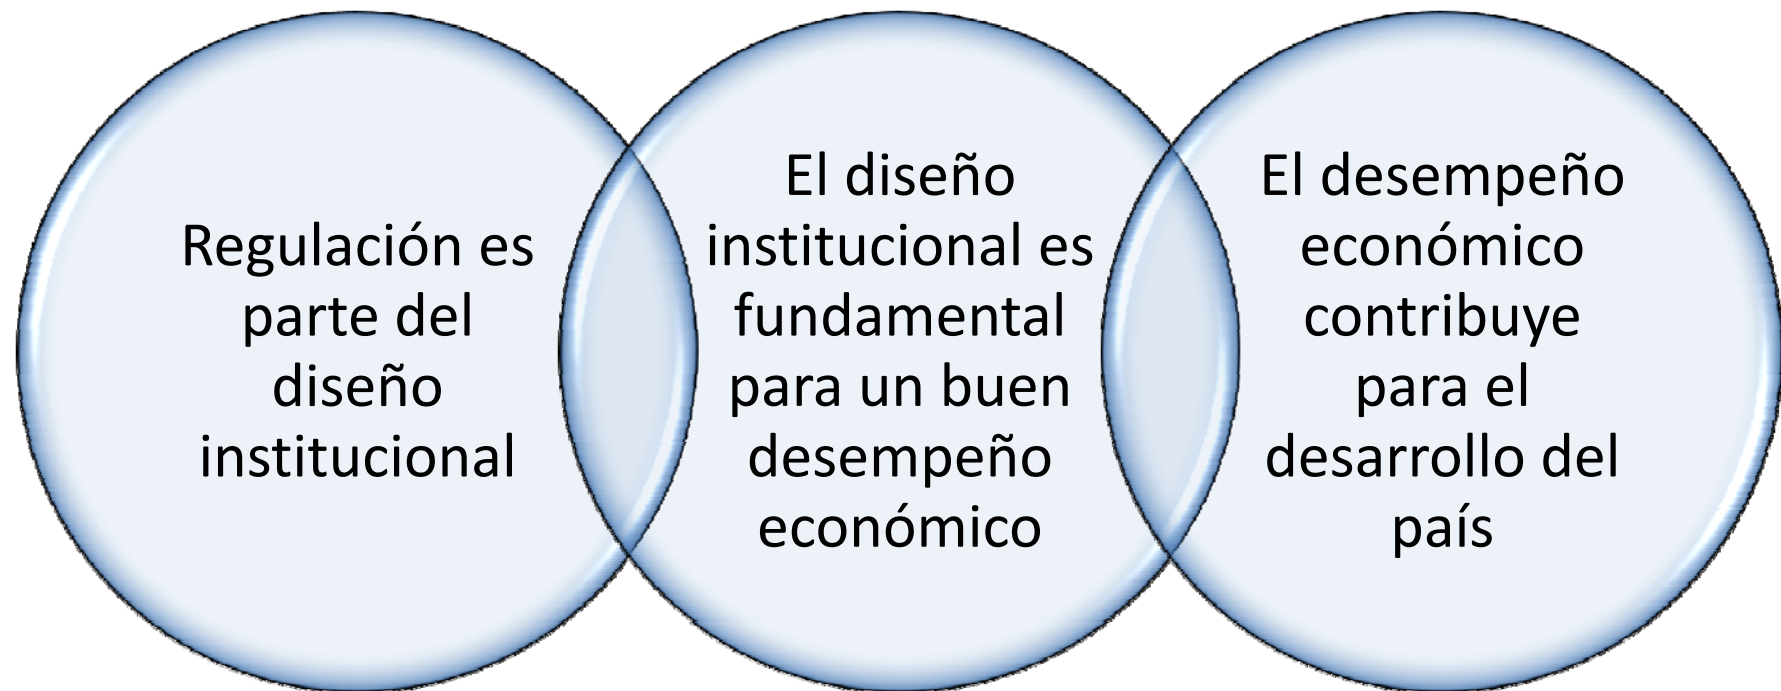 Regulación es
parte del
diseño
institucional
El diseño
institucional es
fundamental
para un buen
desempeño
económico
El desempeño
económico
contribuye
para el
desarrollo del
país